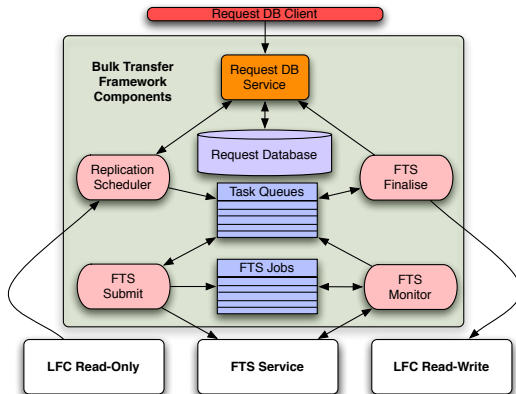 Request DB Client
Bulk Transfer
Framework
Components
Request DB
Service
Request Database
Replication
Scheduler
Task Queues
FTS
Finalise
FTS
Submit
FTS Jobs
FTS
Monitor
LFC Read-Only
FTS Service
LFC Read-Write